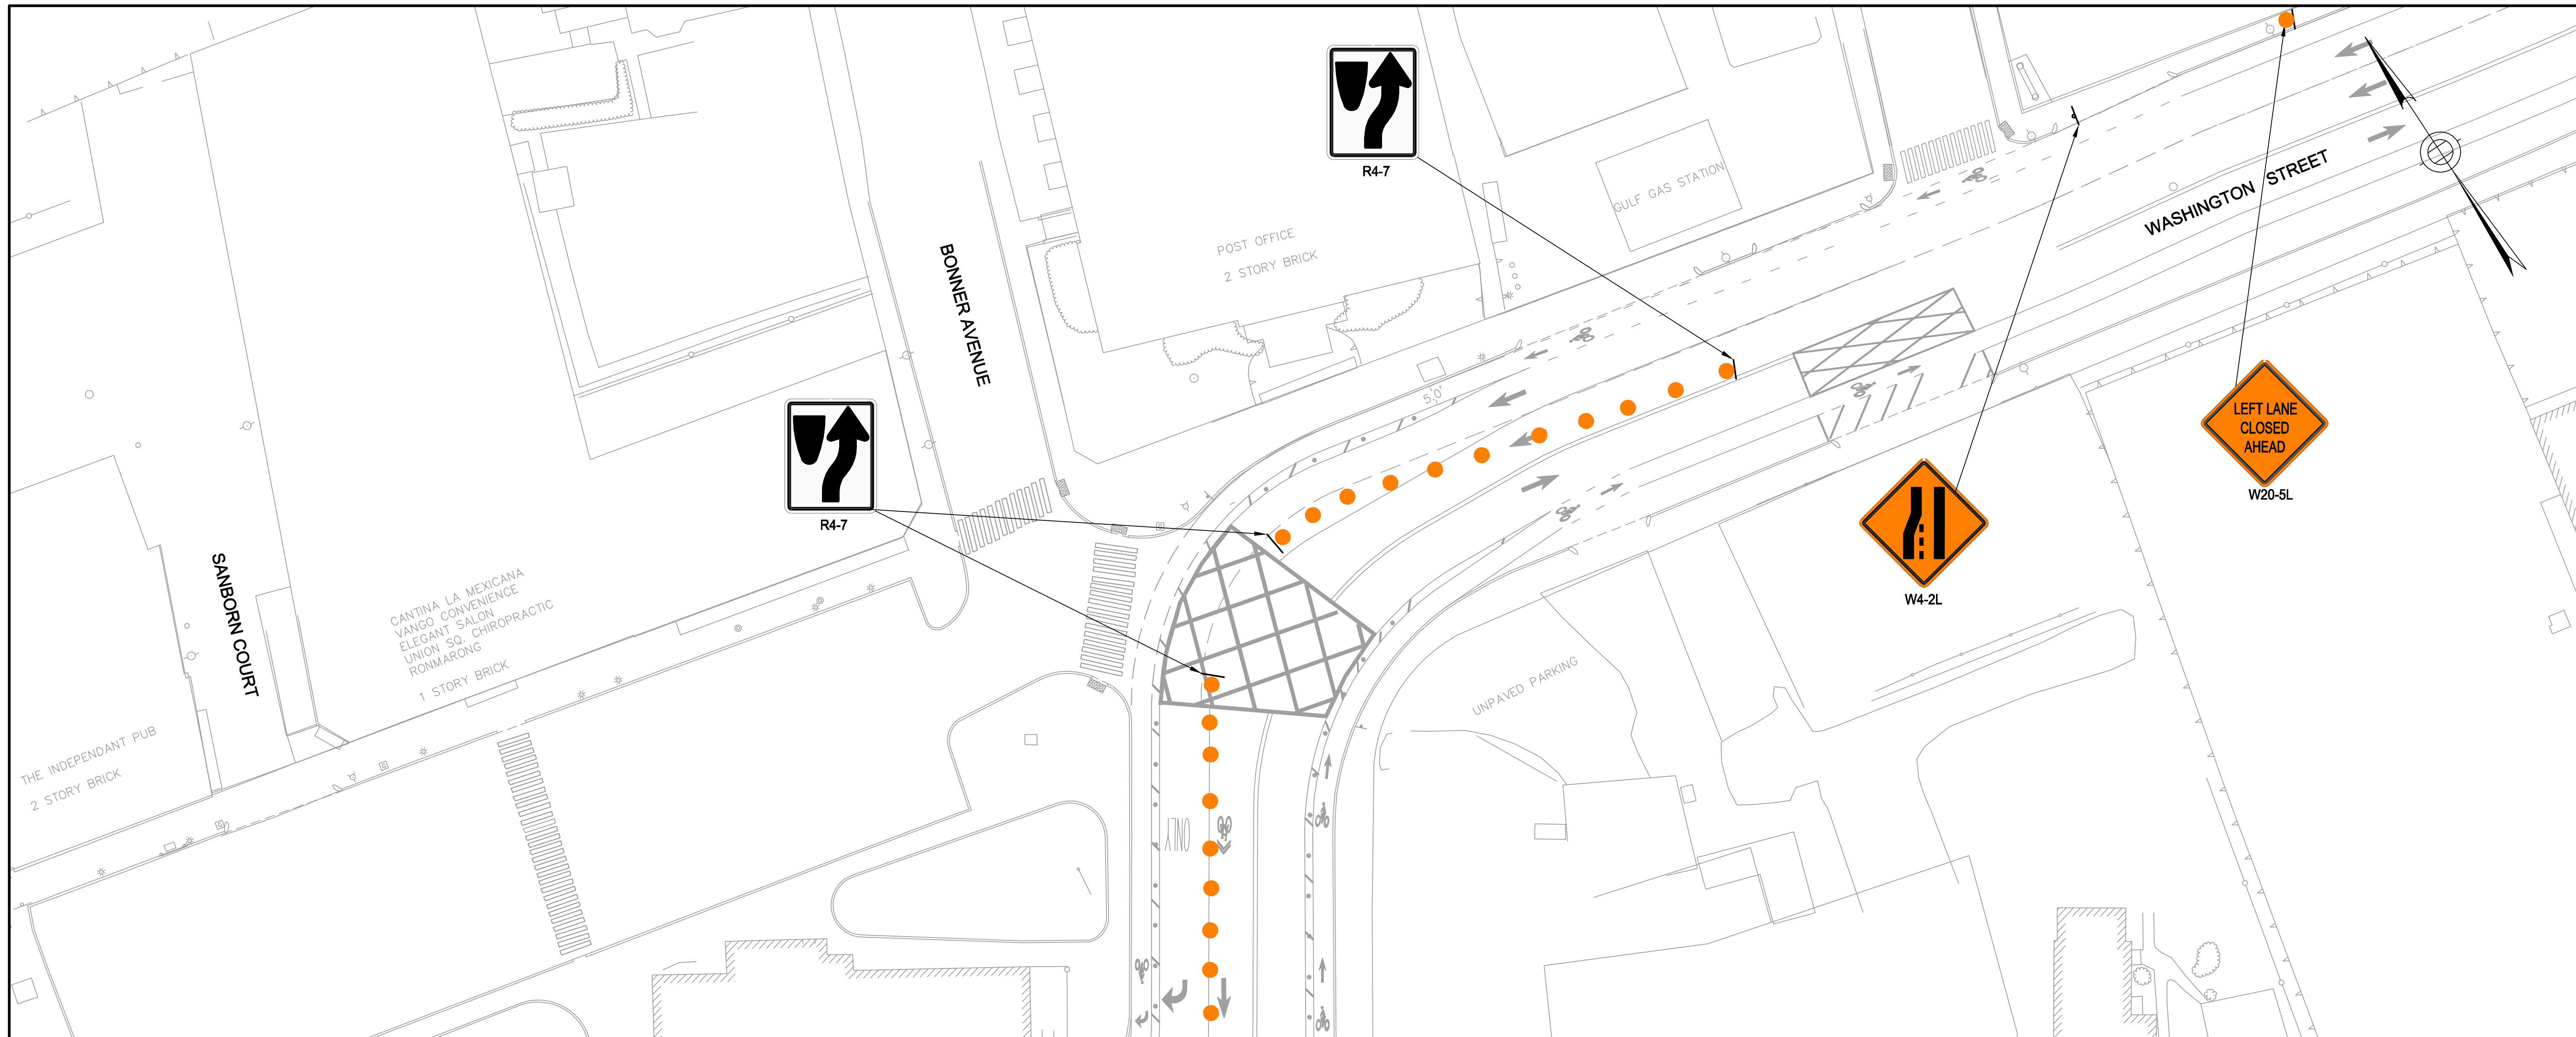 R4-7
GULF GAS STATION
WASHINGTON STREET
POST OFFICE
2 STORY BRICK
BONNER AVENUE
5.0'
LEFT LANE
CLOSED
AHEAD
W20-5L
R4-7
W4-2L
SANBORN COURT
CANTINA LA MEXICANA
VANGO CONVENIENCE
ELEGANT SALON
UNION SQ. CHIROPRACTIC
RONMARONG
1 STORY BRICK
UNPAVED PARKING
THE INDEPENDANT PUB
2 STORY BRICK
ONLY